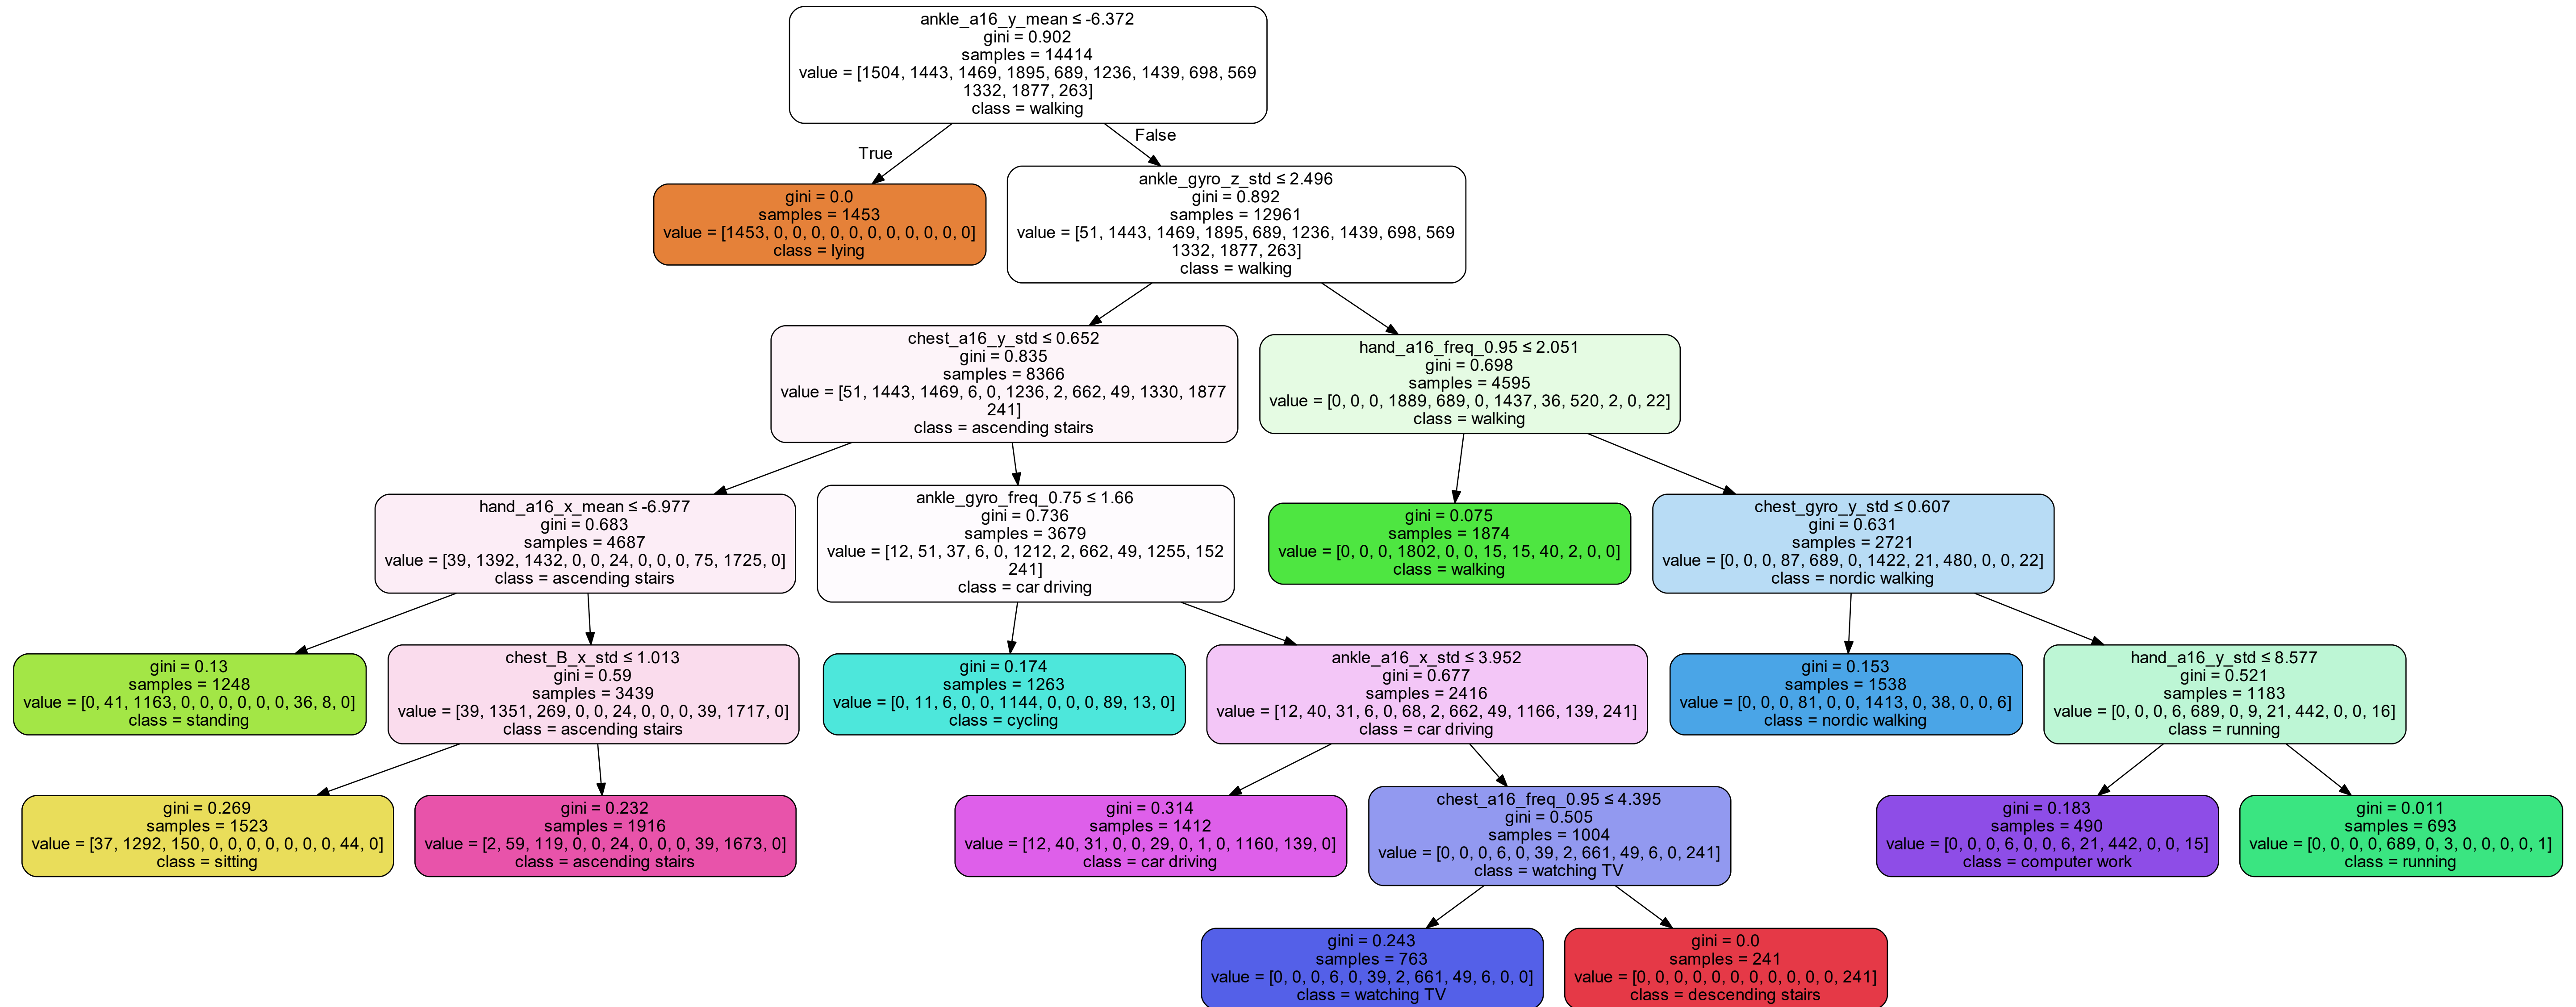 ankle_a16_y_mean ≤ -6.372
gini = 0.902
samples = 14414
value = [1504, 1443, 1469, 1895, 689, 1236, 1439, 698, 569
1332, 1877, 263]
class = walking
True
False
gini = 0.0
samples = 1453
value = [1453, 0, 0, 0, 0, 0, 0, 0, 0, 0, 0, 0]
class = lying
ankle_gyro_z_std ≤ 2.496
gini = 0.892
samples = 12961
value = [51, 1443, 1469, 1895, 689, 1236, 1439, 698, 569
1332, 1877, 263]
class = walking
chest_a16_y_std ≤ 0.652
gini = 0.835
samples = 8366
value = [51, 1443, 1469, 6, 0, 1236, 2, 662, 49, 1330, 1877
241]
class = ascending stairs
hand_a16_freq_0.95 ≤ 2.051
gini = 0.698
samples = 4595
value = [0, 0, 0, 1889, 689, 0, 1437, 36, 520, 2, 0, 22]
class = walking
hand_a16_x_mean ≤ -6.977
gini = 0.683
samples = 4687
value = [39, 1392, 1432, 0, 0, 24, 0, 0, 0, 75, 1725, 0]
class = ascending stairs
ankle_gyro_freq_0.75 ≤ 1.66
gini = 0.736
samples = 3679
value = [12, 51, 37, 6, 0, 1212, 2, 662, 49, 1255, 152
241]
class = car driving
gini = 0.075
samples = 1874
value = [0, 0, 0, 1802, 0, 0, 15, 15, 40, 2, 0, 0]
class = walking
chest_gyro_y_std ≤ 0.607
gini = 0.631
samples = 2721
value = [0, 0, 0, 87, 689, 0, 1422, 21, 480, 0, 0, 22]
class = nordic walking
gini = 0.13
samples = 1248
value = [0, 41, 1163, 0, 0, 0, 0, 0, 0, 36, 8, 0]
class = standing
chest_B_x_std ≤ 1.013
gini = 0.59
samples = 3439
value = [39, 1351, 269, 0, 0, 24, 0, 0, 0, 39, 1717, 0]
class = ascending stairs
gini = 0.174
samples = 1263
value = [0, 11, 6, 0, 0, 1144, 0, 0, 0, 89, 13, 0]
class = cycling
ankle_a16_x_std ≤ 3.952
gini = 0.677
samples = 2416
value = [12, 40, 31, 6, 0, 68, 2, 662, 49, 1166, 139, 241]
class = car driving
gini = 0.153
samples = 1538
value = [0, 0, 0, 81, 0, 0, 1413, 0, 38, 0, 0, 6]
class = nordic walking
hand_a16_y_std ≤ 8.577
gini = 0.521
samples = 1183
value = [0, 0, 0, 6, 689, 0, 9, 21, 442, 0, 0, 16]
class = running
gini = 0.269
samples = 1523
value = [37, 1292, 150, 0, 0, 0, 0, 0, 0, 0, 44, 0]
class = sitting
gini = 0.232
samples = 1916
value = [2, 59, 119, 0, 0, 24, 0, 0, 0, 39, 1673, 0]
class = ascending stairs
gini = 0.314
samples = 1412
value = [12, 40, 31, 0, 0, 29, 0, 1, 0, 1160, 139, 0]
class = car driving
chest_a16_freq_0.95 ≤ 4.395
gini = 0.505
samples = 1004
value = [0, 0, 0, 6, 0, 39, 2, 661, 49, 6, 0, 241]
class = watching TV
gini = 0.183
samples = 490
value = [0, 0, 0, 6, 0, 0, 6, 21, 442, 0, 0, 15]
class = computer work
gini = 0.011
samples = 693
value = [0, 0, 0, 0, 689, 0, 3, 0, 0, 0, 0, 1]
class = running
gini = 0.243
samples = 763
value = [0, 0, 0, 6, 0, 39, 2, 661, 49, 6, 0, 0]
class = watching TV
gini = 0.0
samples = 241
value = [0, 0, 0, 0, 0, 0, 0, 0, 0, 0, 0, 241]
class = descending stairs